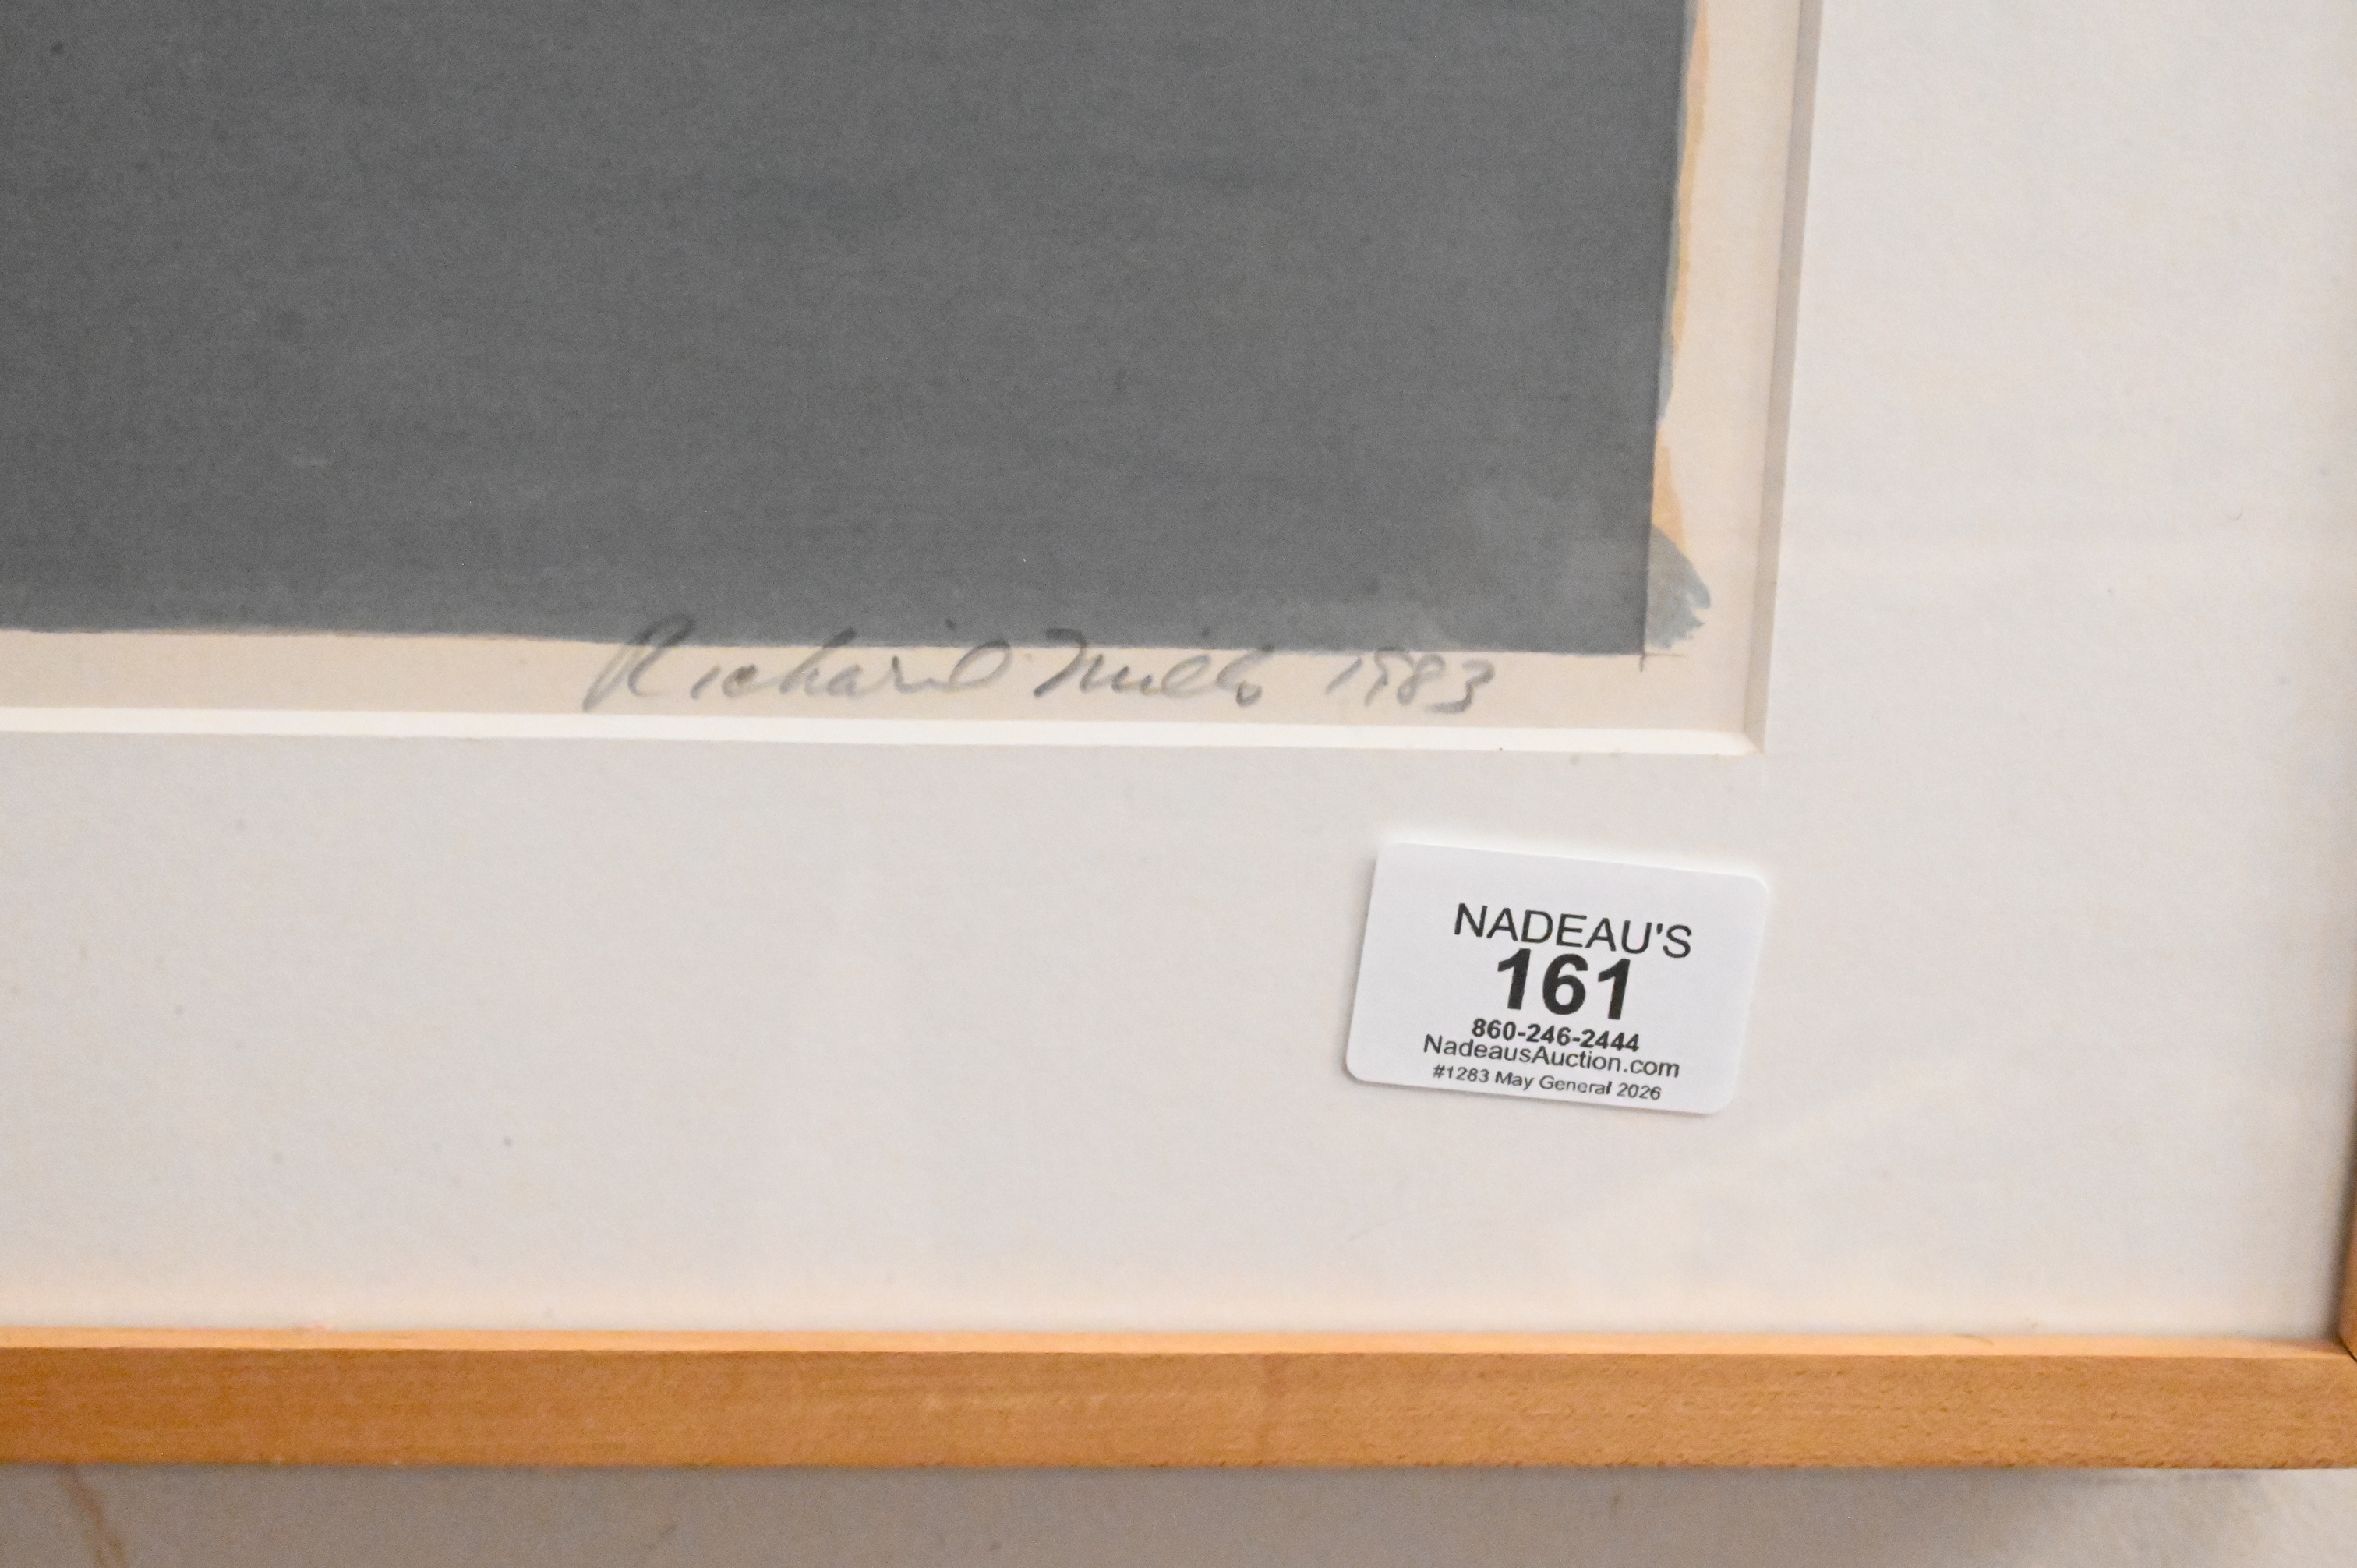 Richard Mills 1983
NADEAU'S
161
860-246-2444
NadeausAuction.com
#1283 May General 2026